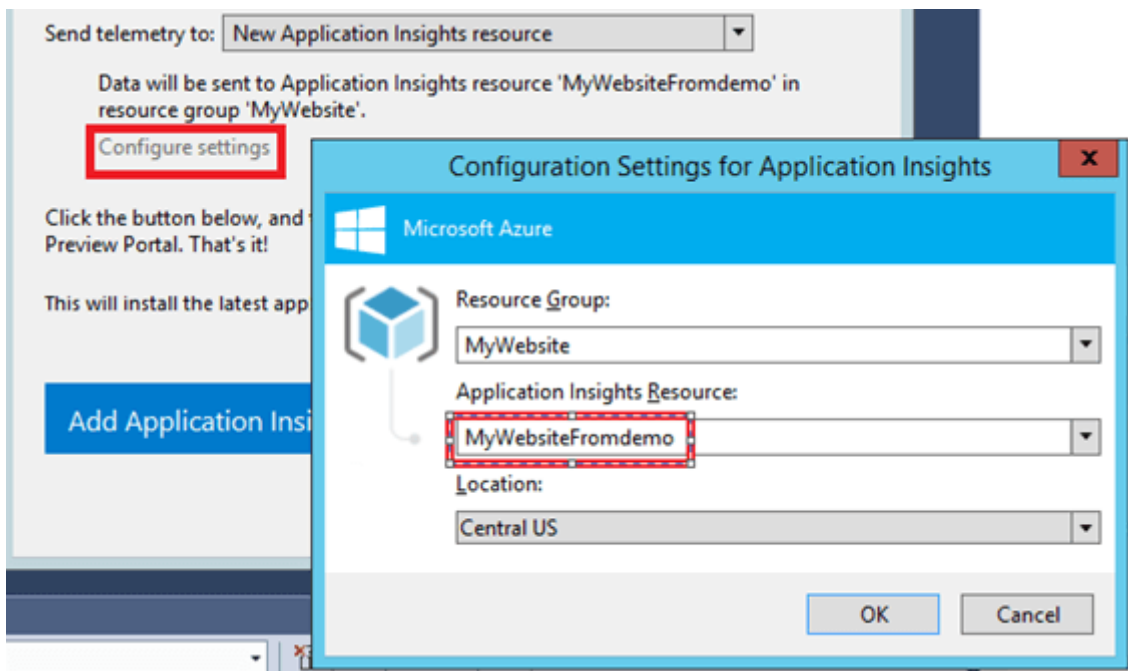 Send telemetry to: New Application Insights resource
Data will be sent to Application Insights resource 'MyWebsiteFromdemo' in
resource group 'MyWebsite'.
Configure settings
Click the button below, and
Preview Portal. That's it!
This will install the latest app
Add Application Insi
Configuration Settings for Application Insights
Microsoft Azure
Resource Group:
MyWebsite
Application Insights Resource:
MyWebsiteFromdemo
Location:
Central US
OK Cancel